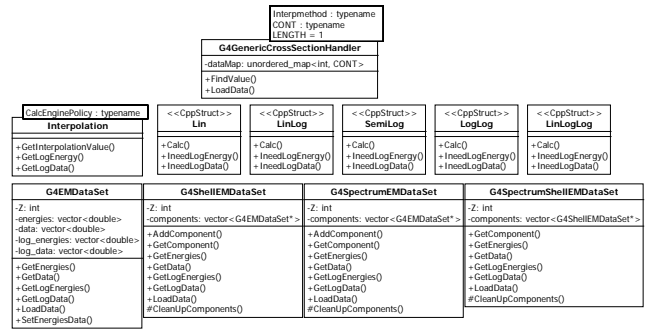 Interpmethod : typename
CONT : typename
LENGTH = 1
G4GenericCrossSectionHandler
-dataMap: unordered_map<int, CONT>
+FindValue()
+LoadData()
CalcEnginePolicy : typename
Interpolation
+GetInterpolationValue()
+GetLogEnergy()
+GetLogData()
<<CppStruct>>
Lin
+Calc()
+IneedLogEnergy()
+IneedLogData()
<<CppStruct>>
LinLog
+Calc()
+IneedLogEnergy()
+IneedLogData()
<<CppStruct>>
SemiLog
+Calc()
+IneedLogEnergy()
+IneedLogData()
<<CppStruct>>
LogLog
+Calc()
+IneedLogEnergy()
+IneedLogData()
<<CppStruct>>
LinLogLog
+Calc()
+IneedLogEnergy()
+IneedLogData()
G4EMDataSet
-Z: int
-energies: vector<double>
-data: vector<double>
-log_energies: vector<double>
-log_data: vector<double>
+GetEnergies()
+GetData()
+GetLogEnergies()
+GetLogData()
+LoadData()
+SetEnergiesData()
G4ShellEMDataSet
-Z: int
-components: vector<G4EMDataSet*>
+AddComponent()
+GetComponent()
+GetEnergies()
+GetData()
+GetLogEnergies()
+GetLogData()
+LoadData()
#CleanUpComponents()
G4SpectrumEMDataSet
-Z: int
-components: vector<G4EMDataSet*>
+AddComponent()
+GetComponent()
+GetEnergies()
+GetData()
+GetLogEnergies()
+GetLogData()
+LoadData()
#CleanUpComponents()
G4SpectrumShellEMDataSet
-Z: int
-components: vector<G4ShellEMDataSet*>
+GetComponent()
+GetEnergies()
+GetData()
+GetLogEnergies()
+GetLogData()
+LoadData()
#CleanUpComponents()